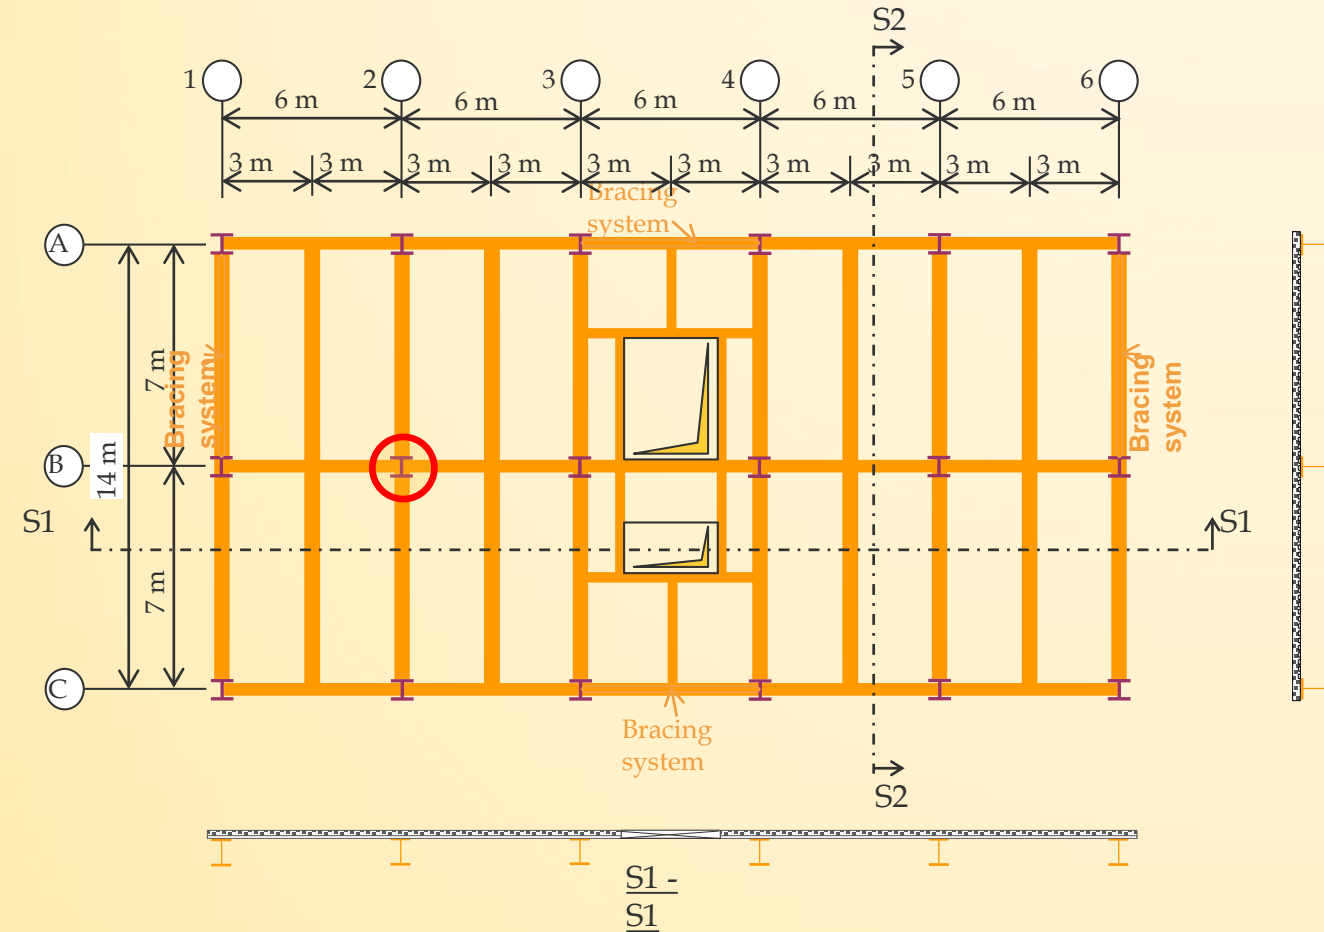 S2
1
2
3
4
5
6
6 m
6 m
6 m
6 m
6 m
3 m
3 m
3 m
3 m
3 m
3 m
3 m
3 m
3 m
3 m
Bracing
system
A
7 m
Bracing
system
Bracing
system
B
14 m
S1
S1
7 m
C
Bracing
system
S2
S1 -
S1